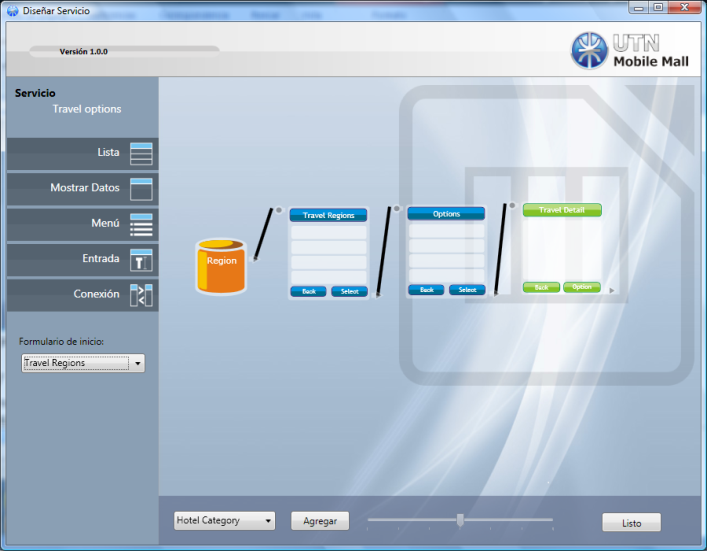 Diseñar Servicio
Versión 1.0.0
UTN
Mobile Mall
Servicio
Travel options
Lista
Mostrar Datos
Menú
Entrada
Conexión
Formulario de inicio:
Travel Regions
Region
Travel Regions
Back Select
Options
Back Select
Travel Detail
Back Option
Hotel Category
Agregar
Listo